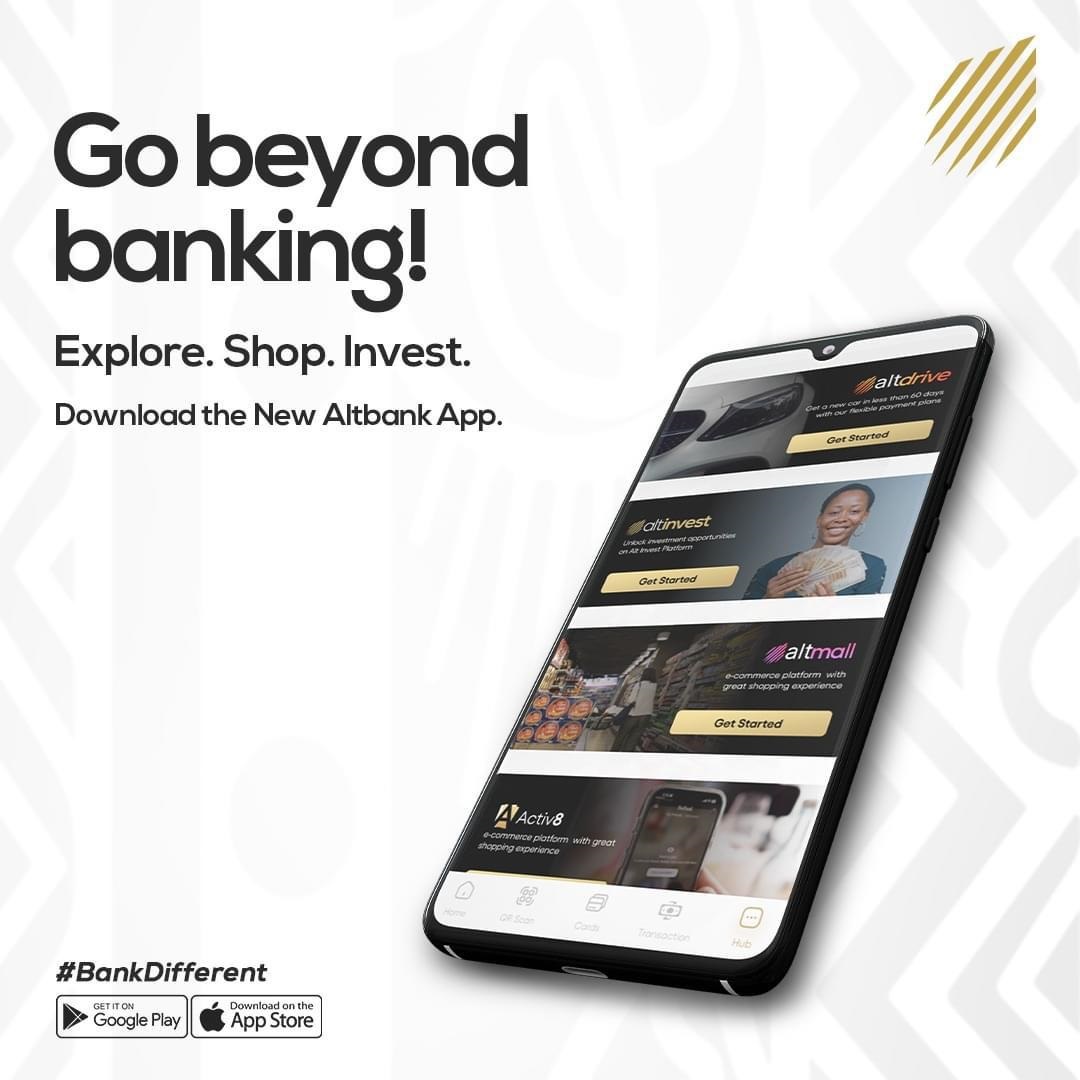 Go beyond
banking!
Explore. Shop. Invest.
Download the New Altbank App.
altdrive
Get a new car in less than 60 days
with our flexible payment plans
Get Started
altinvest
Unlock investment opportunities
on Alt Invest Platform
Get Started
altmall
e-commerce platform with
great shopping experience
Get Started
Activ8
e-commerce platform with great
shopping experience
Home
QR Scan
Cards
Transaction
Hub
#BankDifferent
GET IT ON
Google Play
Download on the
App Store